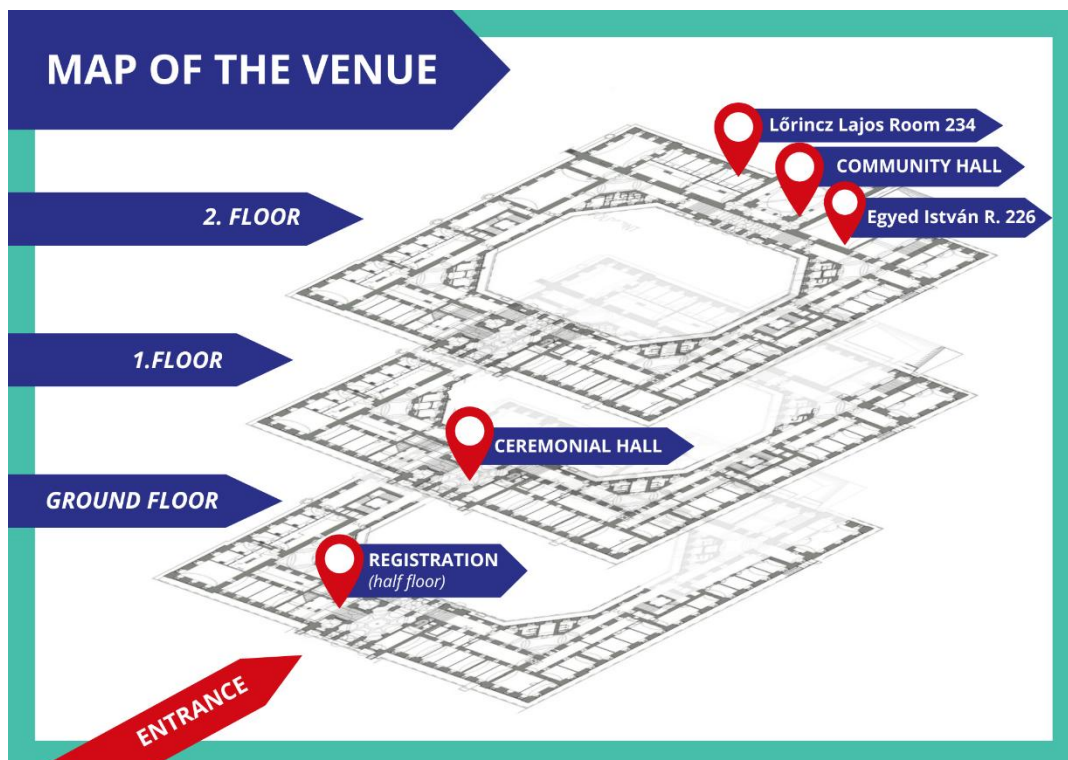 MAP OF THE VENUE
Lőrincz Lajos Room 234
COMMUNITY HALL
Egyed István R. 226
2. FLOOR
1.FLOOR
CEREMONIAL HALL
GROUND FLOOR
REGISTRATION
(half floor)
ENTRANCE